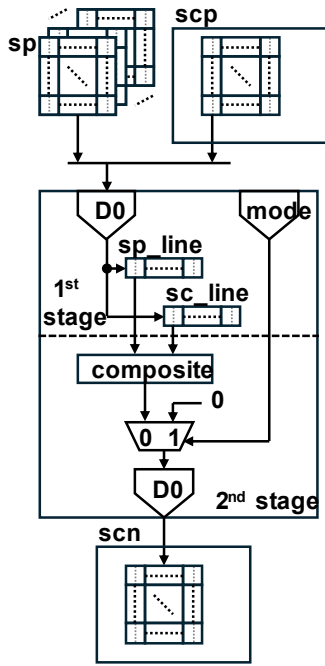 sp
scp
D0
mode
sp_line
1st
stage
sc_line
composite
0
0 1
D0
2nd stage
scn